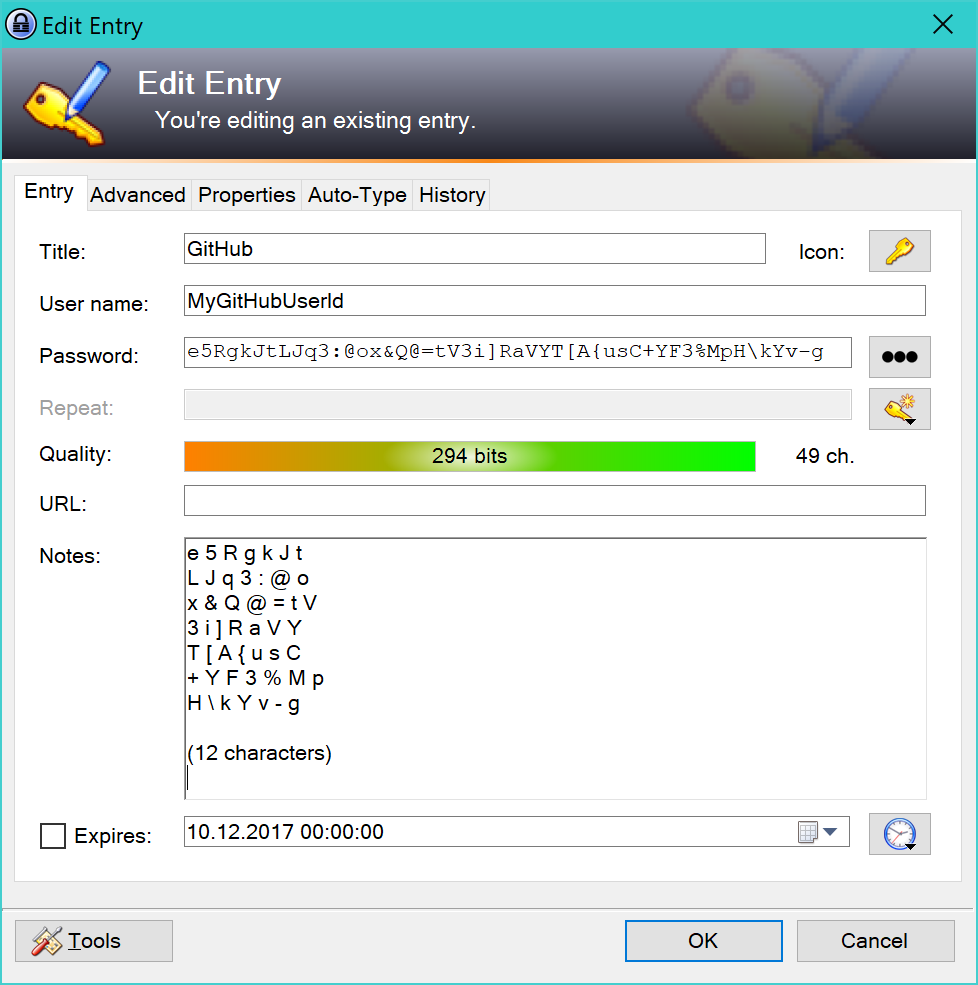 Edit Entry
Edit Entry
You're editing an existing entry.
Entry Advanced Properties Auto-Type History
Title: GitHub Icon:
User name: MyGitHubUserId
Password: e5RgkJtLJq3:@ox&Q@=tV3i]RaVYT[A{usC+YF3%MpH\kYv-g
Repeat:
Quality: 294 bits 49 ch.
URL:
Notes: e 5 R g k J t
L J q 3 : @ o
x & Q @ = t V
3 i ] R a V Y
T [ A { u s C
+ Y F 3 % M p
H \ k Y v - g
(12 characters)
Expires: 10.12.2017 00:00:00
Tools OK Cancel